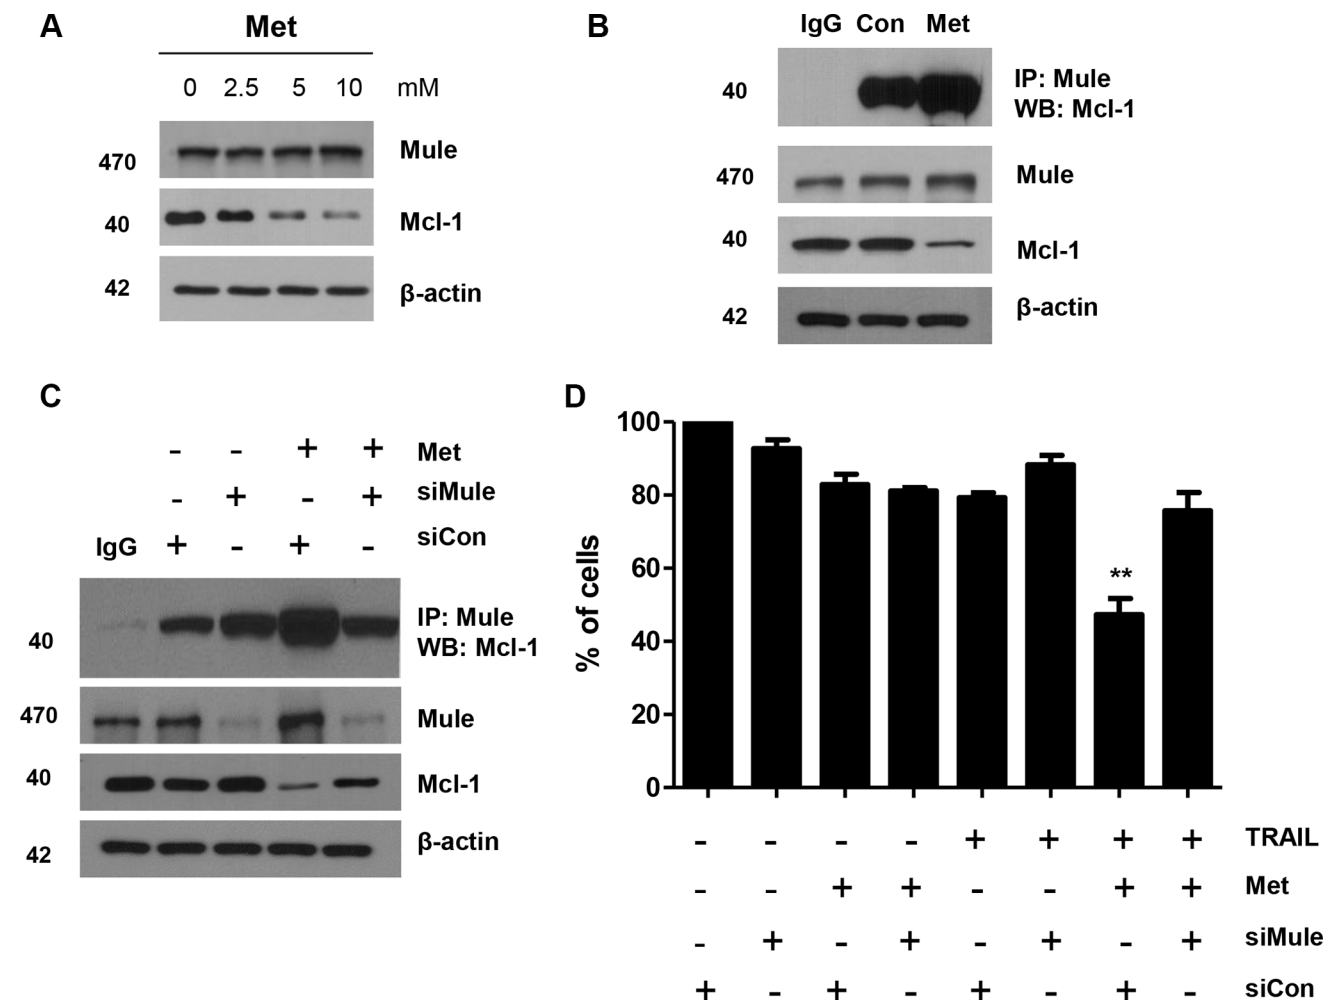 A
Met
0 2.5 5 10 mM
470 Mule
40 Mcl-1
42 β-actin
B
IgG Con Met
40 IP: Mule
WB: Mcl-1
470 Mule
40 Mcl-1
42 β-actin
C
- - + + Met
- + - + siMule
IgG + - + - siCon
40 IP: Mule
WB: Mcl-1
470 Mule
40 Mcl-1
42 β-actin
D
% of cells
100
80
60
40
20
0
**
- - - - + + + + TRAIL
- - + + - - + + Met
- + - + - + - + siMule
+ - + - + - + - siCon